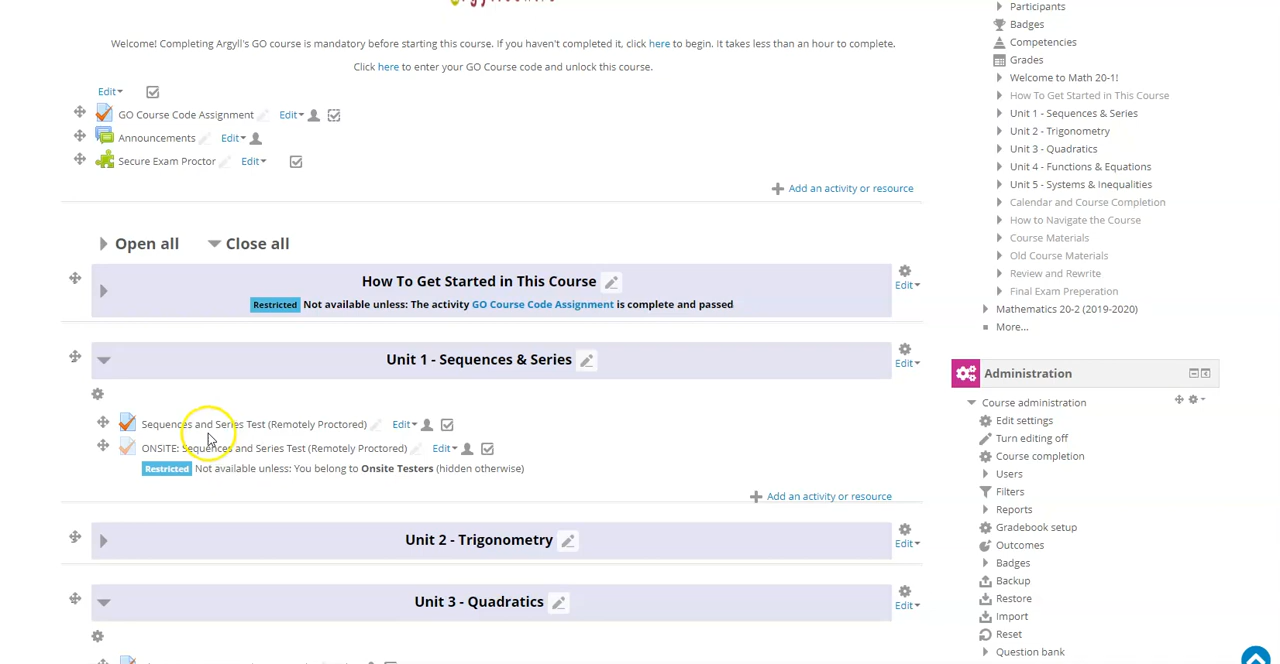 Welcome! Completing Argyll's GO course is mandatory before starting this course. If you haven't completed it, click here to begin. It takes less than an hour to complete.
Click here to enter your GO Course code and unlock this course.
Edit
GO Course Code Assignment Edit
Announcements Edit
Secure Exam Proctor Edit
Add an activity or resource
Open all Close all
How To Get Started in This Course
Edit
Restricted Not available unless: The activity GO Course Code Assignment is complete and passed
Unit 1 - Sequences & Series
Edit
Sequences and Series Test (Remotely Proctored) Edit
ONSITE: Sequences and Series Test (Remotely Proctored) Edit
Restricted Not available unless: You belong to Onsite Testers (hidden otherwise)
Add an activity or resource
Unit 2 - Trigonometry
Edit
Unit 3 - Quadratics
Edit
Participants
Badges
Competencies
Grades
Welcome to Math 20-1!
How To Get Started in This Course
Unit 1 - Sequences & Series
Unit 2 - Trigonometry
Unit 3 - Quadratics
Unit 4 - Functions & Equations
Unit 5 - Systems & Inequalities
Calendar and Course Completion
How to Navigate the Course
Course Materials
Old Course Materials
Review and Rewrite
Final Exam Preperation
Mathematics 20-2 (2019-2020)
More...
Administration
Course administration
Edit settings
Turn editing off
Course completion
Users
Filters
Reports
Gradebook setup
Outcomes
Badges
Backup
Restore
Import
Reset
Question bank